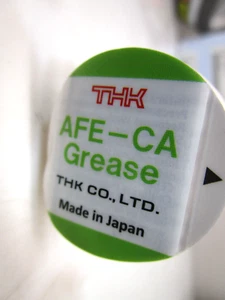 THK
AFE-CA
Grease
THK CO., LTD.
Made in Japan